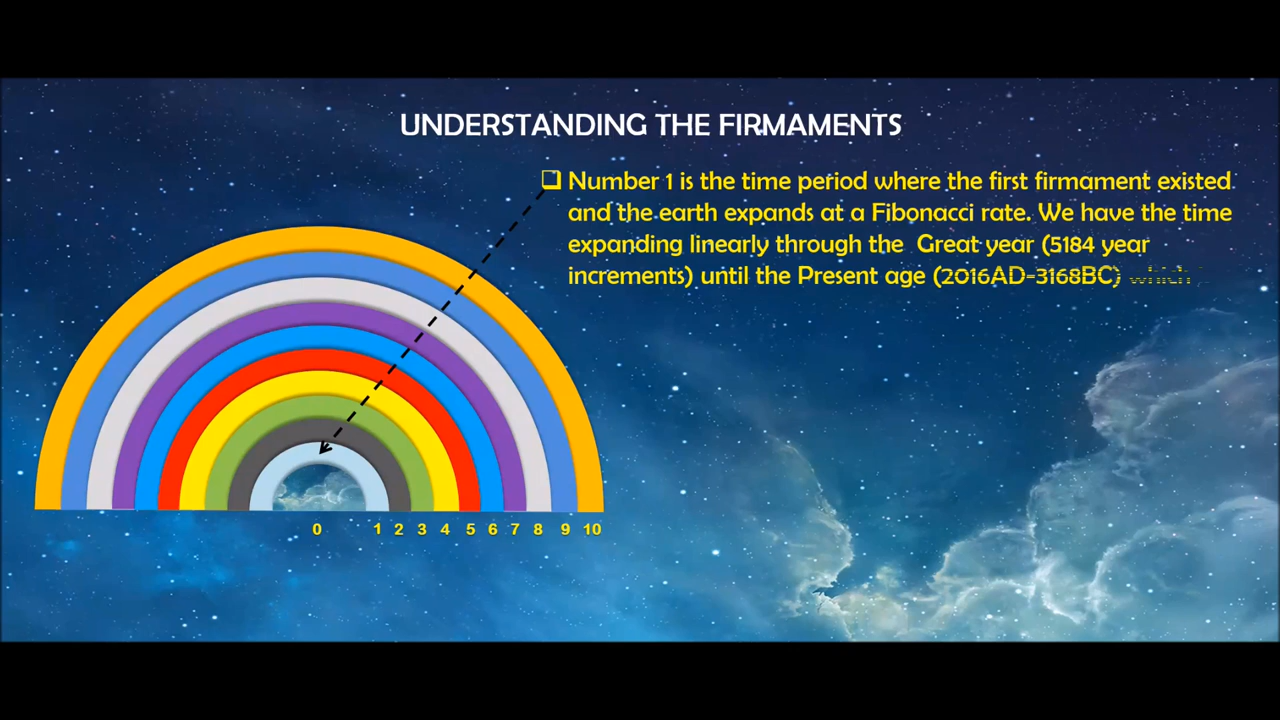 UNDERSTANDING THE FIRMAMENTS
Number 1 is the time period where the first firmament existed
and the earth expands at a Fibonacci rate. We have the time
expanding linearly through the Great year (5184 year
increments) until the Present age (2016AD-3168BC) which
0 1 2 3 4 5 6 7 8 9 10